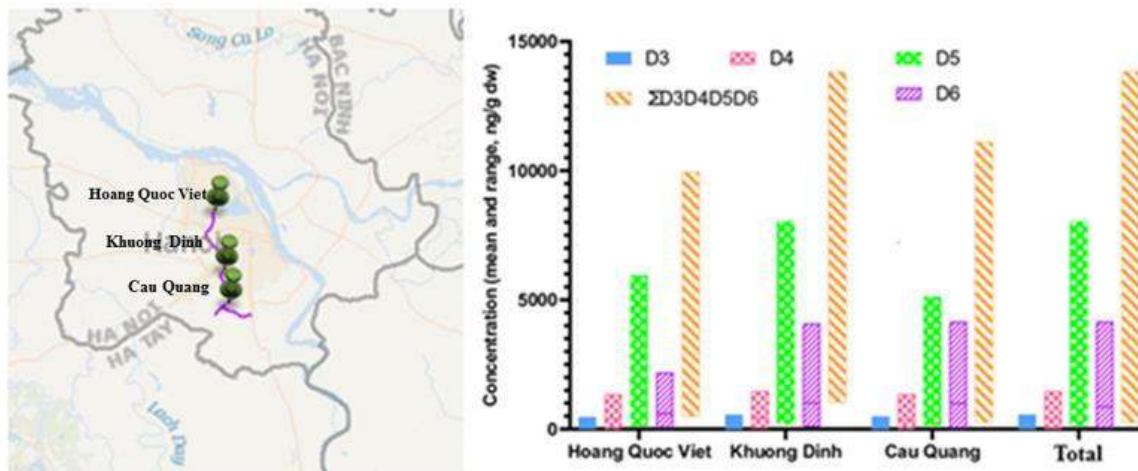 Song Ca Lo
BAC NINH
HA NOI
Hoang Quoc Viet
Khuong Dinh
Cau Quang
HA NOI
HA TAY
Lach Day
Concentration (mean and range, ng/g dw)
15000
10000
5000
0
D3
D4
D5
ΣD3D4D5D6
D6
Hoang Quoc Viet
Khuong Dinh
Cau Quang
Total